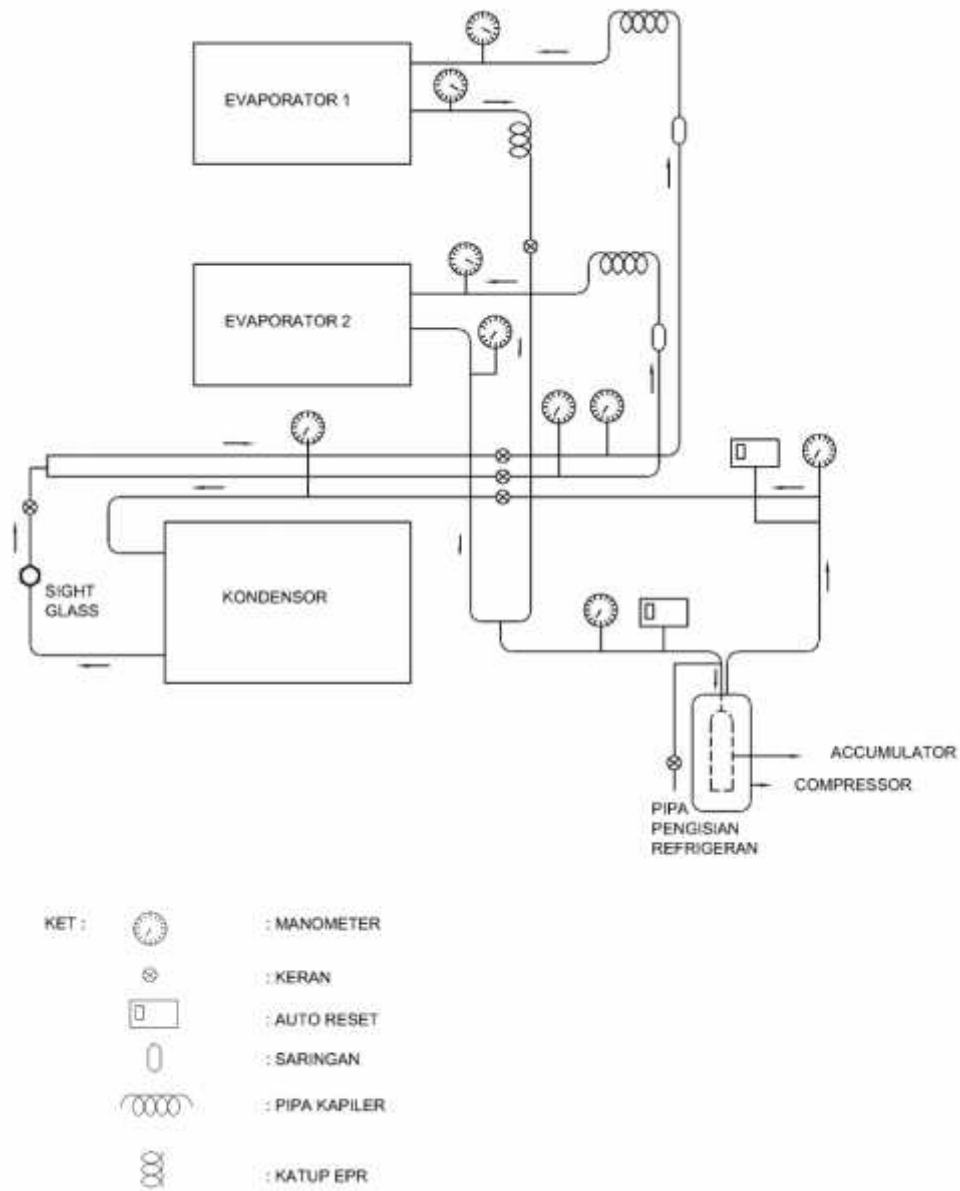 EVAPORATOR 1
EVAPORATOR 2
SIGHT
GLASS
KONDENSOR
ACCUMULATOR
COMPRESSOR
PIPA
PENGISIAN
REFRIGERAN
KET :
: MANOMETER
: KERAN
: AUTO RESET
: SARINGAN
: PIPA KAPILER
: KATUP EPR